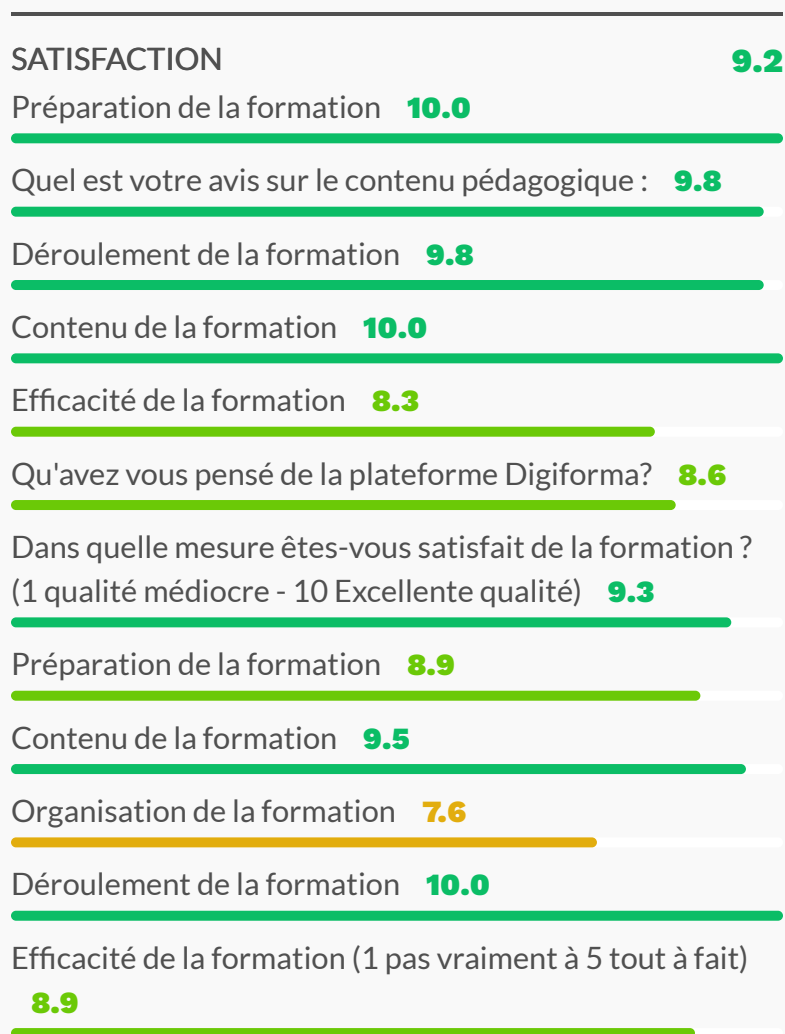 SATISFACTION 9.2
Préparation de la formation 10.0
Quel est votre avis sur le contenu pédagogique : 9.8
Déroulement de la formation 9.8
Contenu de la formation 10.0
Efficacité de la formation 8.3
Qu'avez vous pensé de la plateforme Digiforma? 8.6
Dans quelle mesure êtes-vous satisfait de la formation ?
(1 qualité médiocre - 10 Excellente qualité) 9.3
Préparation de la formation 8.9
Contenu de la formation 9.5
Organisation de la formation 7.6
Déroulement de la formation 10.0
Efficacité de la formation (1 pas vraiment à 5 tout à fait)
8.9